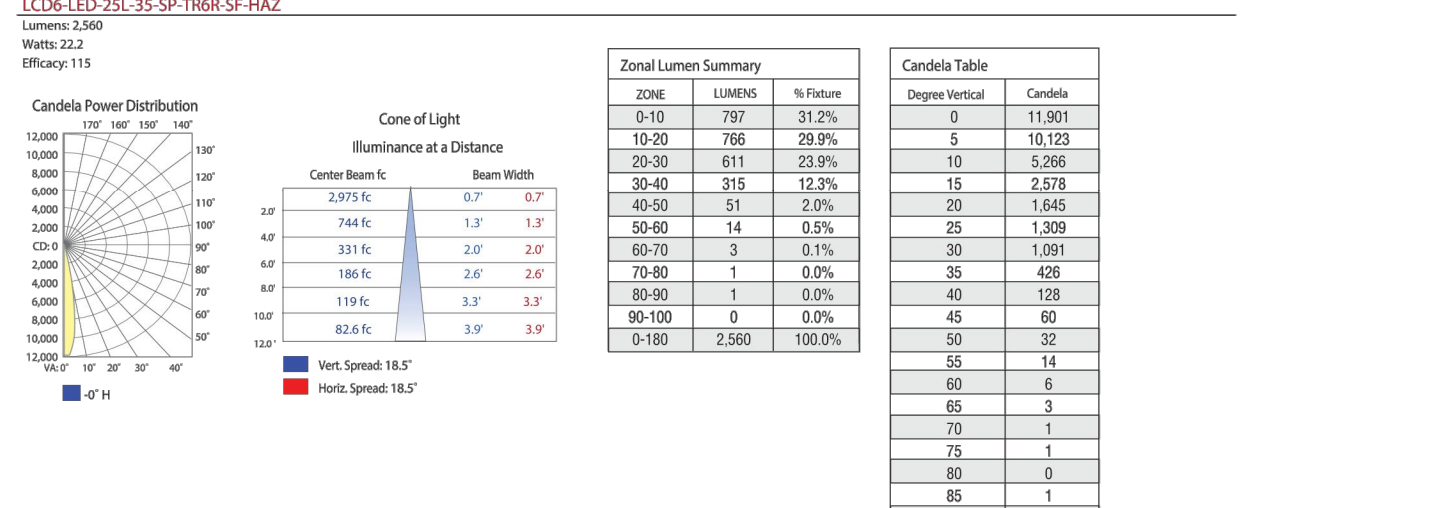 LCD6-LED-25L-35-SP-TR6R-SF-HAZ
Lumens: 2,560
Watts: 22.2
Efficacy: 115
Candela Power Distribution
170° 160° 150° 140°
12,000
10,000
8,000
6,000
4,000
2,000
CD: 0
2,000
4,000
6,000
8,000
10,000
12,000
130°
120°
110°
100°
90°
80°
70°
60°
50°
VA: 0° 10° 20° 30° 40°
-0° H
Cone of Light
Illuminance at a Distance
Center Beam fc Beam Width
2,975 fc 0.7' 0.7'
2.0'
744 fc 1.3' 1.3'
4.0'
331 fc 2.0' 2.0'
6.0'
186 fc 2.6' 2.6'
8.0'
119 fc 3.3' 3.3'
10.0'
82.6 fc 3.9' 3.9'
12.0'
Vert. Spread: 18.5°
Horiz. Spread: 18.5°
Zonal Lumen Summary
ZONE LUMENS % Fixture
0-10 797 31.2%
10-20 766 29.9%
20-30 611 23.9%
30-40 315 12.3%
40-50 51 2.0%
50-60 14 0.5%
60-70 3 0.1%
70-80 1 0.0%
80-90 1 0.0%
90-100 0 0.0%
0-180 2,560 100.0%
Candela Table
Degree Vertical Candela
0 11,901
5 10,123
10 5,266
15 2,578
20 1,645
25 1,309
30 1,091
35 426
40 128
45 60
50 32
55 14
60 6
65 3
70 1
75 1
80 0
85 1